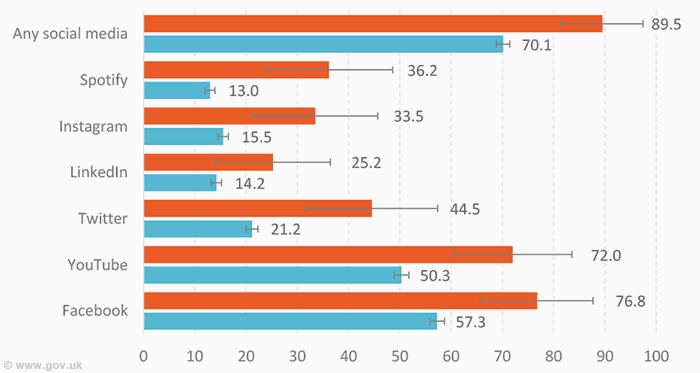 Any social media 89.5
70.1
Spotify 36.2
13.0
Instagram 33.5
15.5
LinkedIn 25.2
14.2
Twitter 44.5
21.2
YouTube 72.0
50.3
Facebook 76.8
57.3
0 10 20 30 40 50 60 70 80 90 100
© www.gov.uk